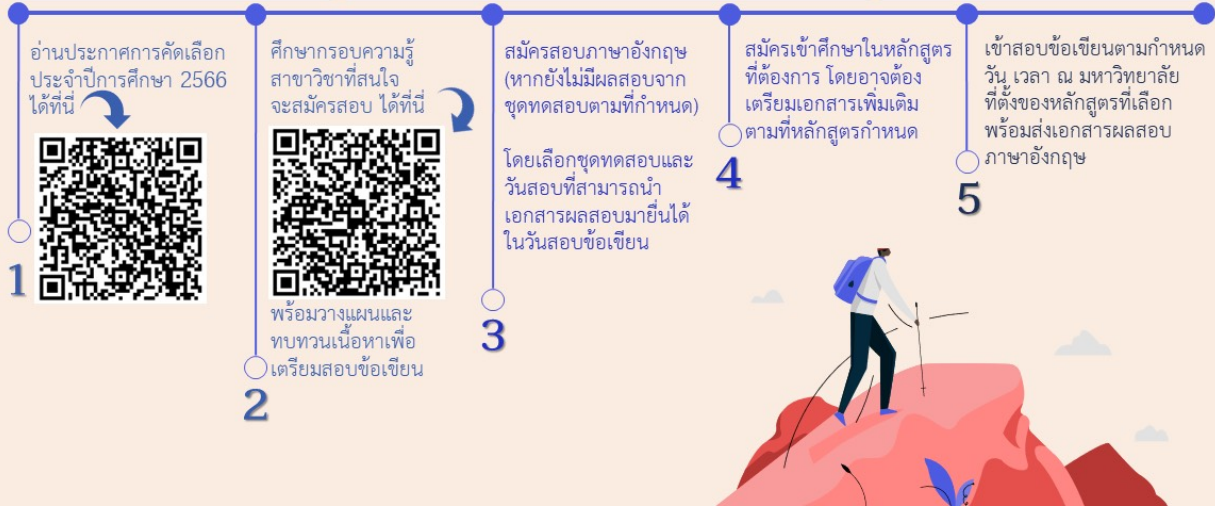 อ่านประกาศการคัดเลือก
ประจำปีการศึกษา 2566
ได้ที่นี่
1
ศึกษากรอบความรู้
สาขาวิชาที่สนใจ
จะสมัครสอบ ได้ที่นี่
พร้อมวางแผนและ
ทบทวนเนื้อหาเพื่อ
เตรียมสอบข้อเขียน
2
สมัครสอบภาษาอังกฤษ
(หากยังไม่มีผลสอบจาก
ชุดทดสอบตามที่กำหนด)
โดยเลือกชุดทดสอบและ
วันสอบที่สามารถนำ
เอกสารผลสอบมายื่นได้
ในวันสอบข้อเขียน
3
สมัครเข้าศึกษาในหลักสูตร
ที่ต้องการ โดยอาจต้อง
เตรียมเอกสารเพิ่มเติม
ตามที่หลักสูตรกำหนด
4
เข้าสอบข้อเขียนตามกำหนด
วัน เวลา ณ มหาวิทยาลัย
ที่ตั้งของหลักสูตรที่เลือก
พร้อมส่งเอกสารผลสอบ
ภาษาอังกฤษ
5